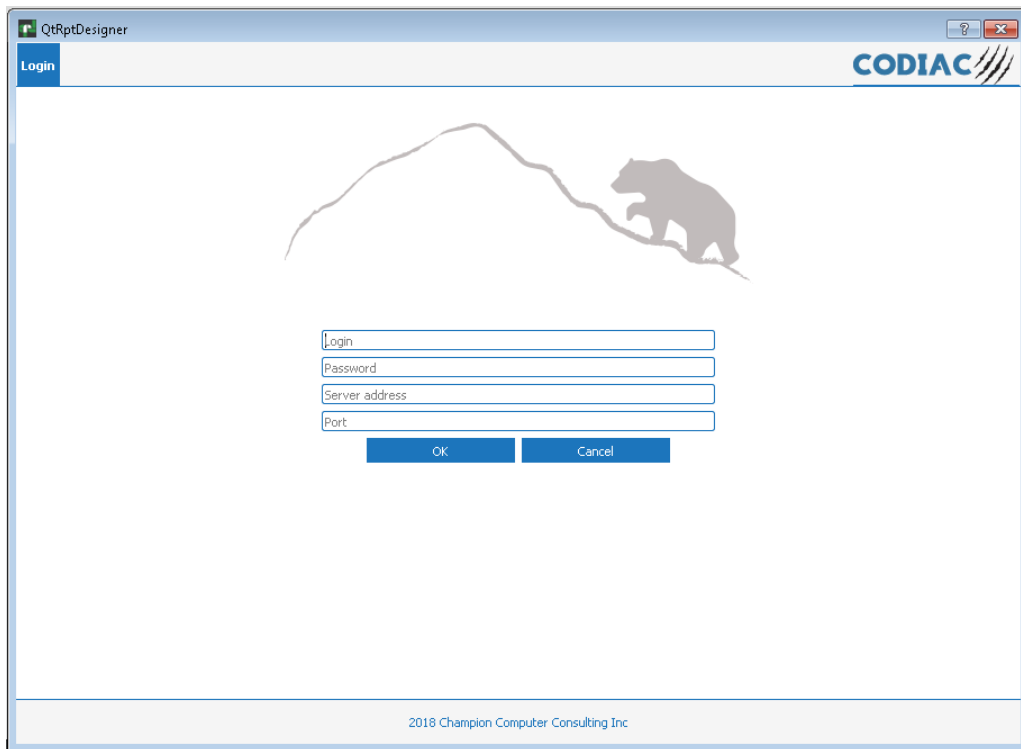 QtRptDesigner
Login
CODIAC
Login
Password
Server address
Port
OK
Cancel
2018 Champion Computer Consulting Inc